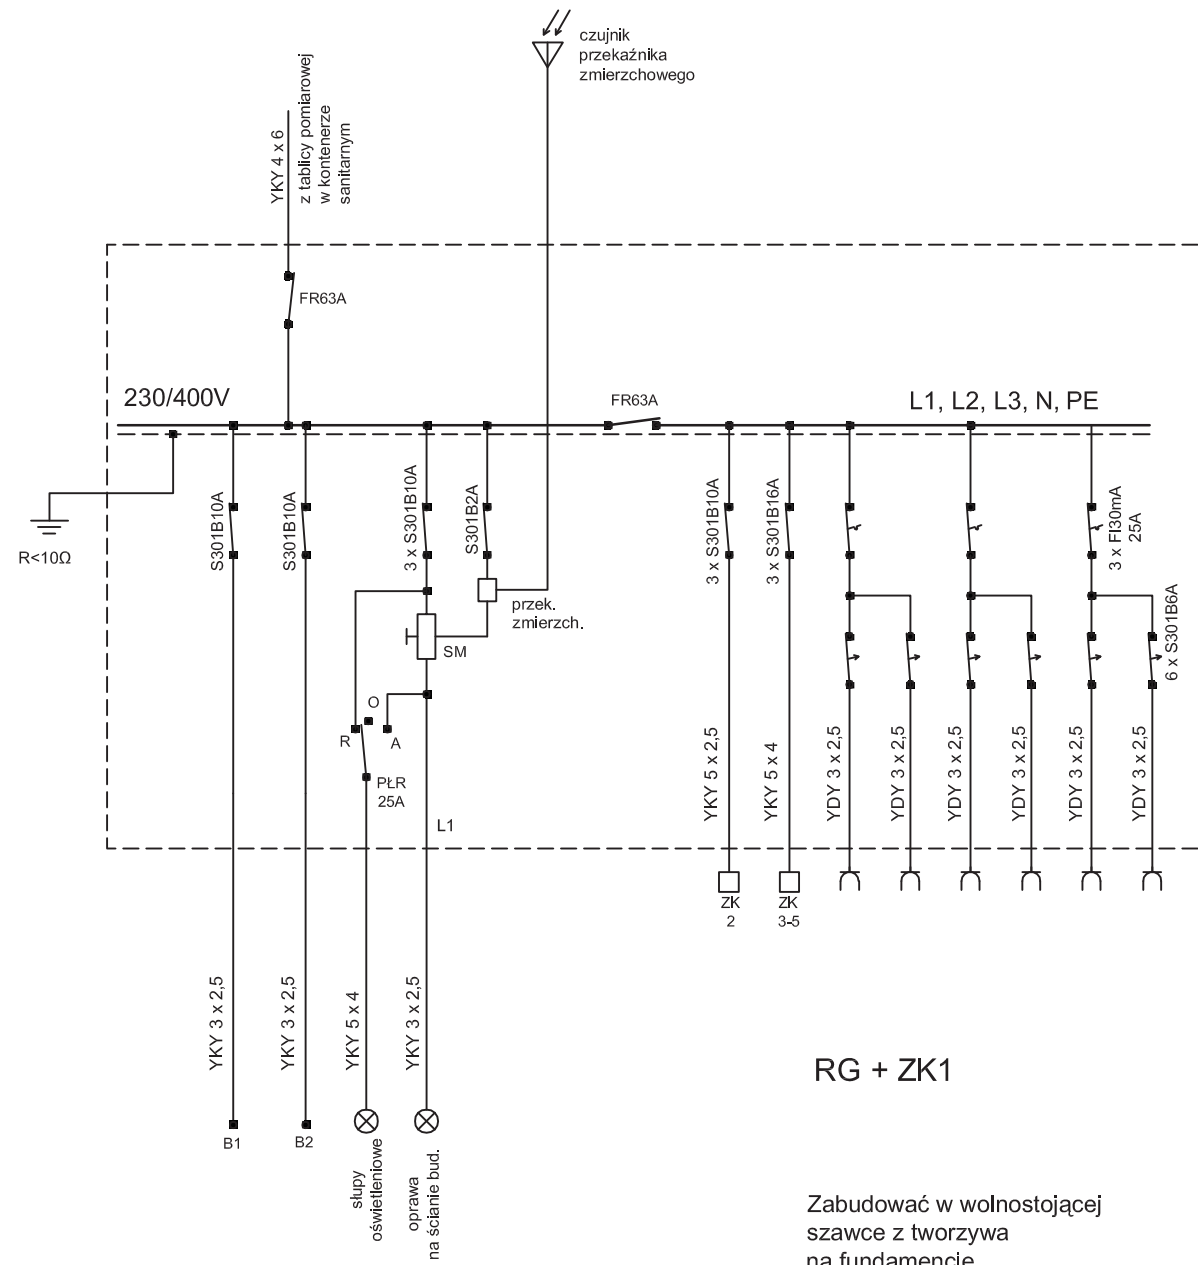 czujnik
przekaźnika
zmierzchowego
YKY 4 x 6
z tablicy pomiarowej
w kontenerze
sanitarnym
FR63A
230/400V
FR63A
L1, L2, L3, N, PE
R<10Ω
S301B10A
S301B10A
3 x S301B10A
S301B2A
3 x S301B10A
3 x S301B16A
3 x FI30mA
25A
przek.
zmierzch.
SM
6 x S301B6A
O
R
A
PŁR
25A
L1
YKY 5 x 2,5
YKY 5 x 4
YDY 3 x 2,5
YDY 3 x 2,5
YDY 3 x 2,5
YDY 3 x 2,5
YDY 3 x 2,5
YDY 3 x 2,5
ZK
2
ZK
3-5
YKY 3 x 2,5
YKY 3 x 2,5
YKY 5 x 4
YKY 3 x 2,5
RG + ZK1
B1
B2
słupy
oświetleniowe
oprawa
na ścianie bud.
Zabudować w wolnostojącej
szawce z tworzywa
na fundamencie